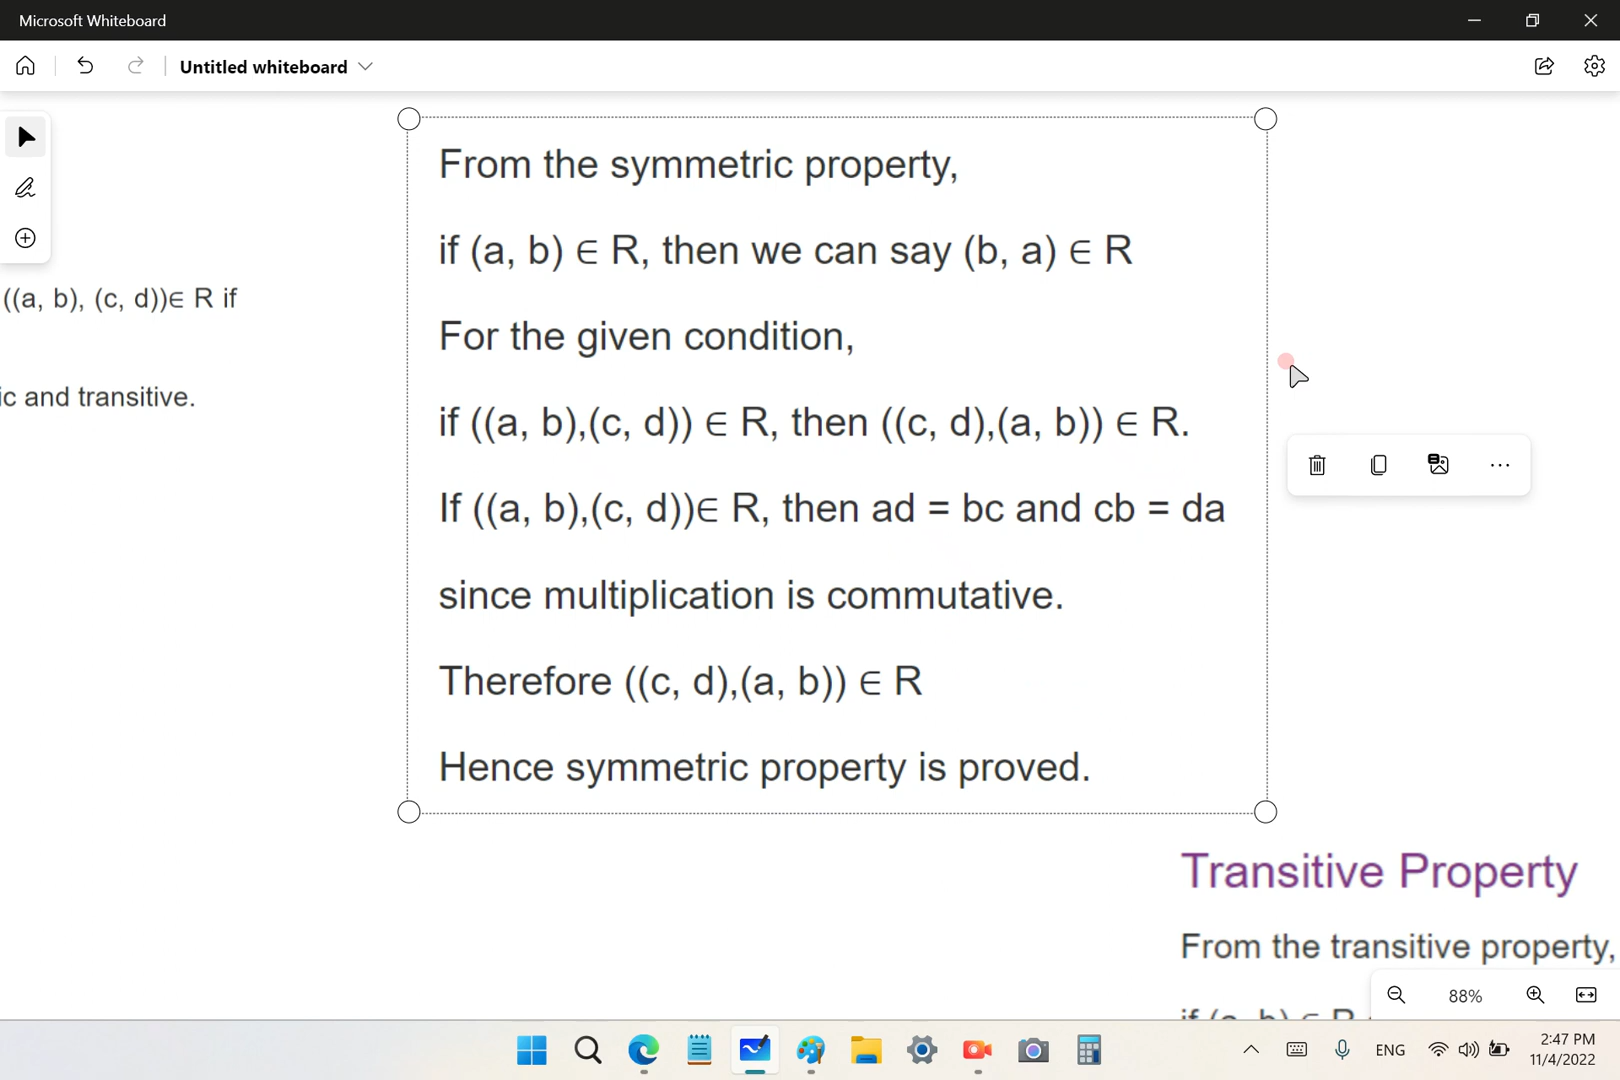 Microsoft Whiteboard
Untitled whiteboard
((a, b), (c, d))∈ R if
ic and transitive.
From the symmetric property,
if (a, b) ∈ R, then we can say (b, a) ∈ R
For the given condition,
if ((a, b),(c, d)) ∈ R, then ((c, d),(a, b)) ∈ R.
If ((a, b),(c, d))∈ R, then ad = bc and cb = da
since multiplication is commutative.
Therefore ((c, d),(a, b)) ∈ R
Hence symmetric property is proved.
Transitive Property
From the transitive property,
if (a, b) ∈ R
88%
ENG
2:47 PM
11/4/2022